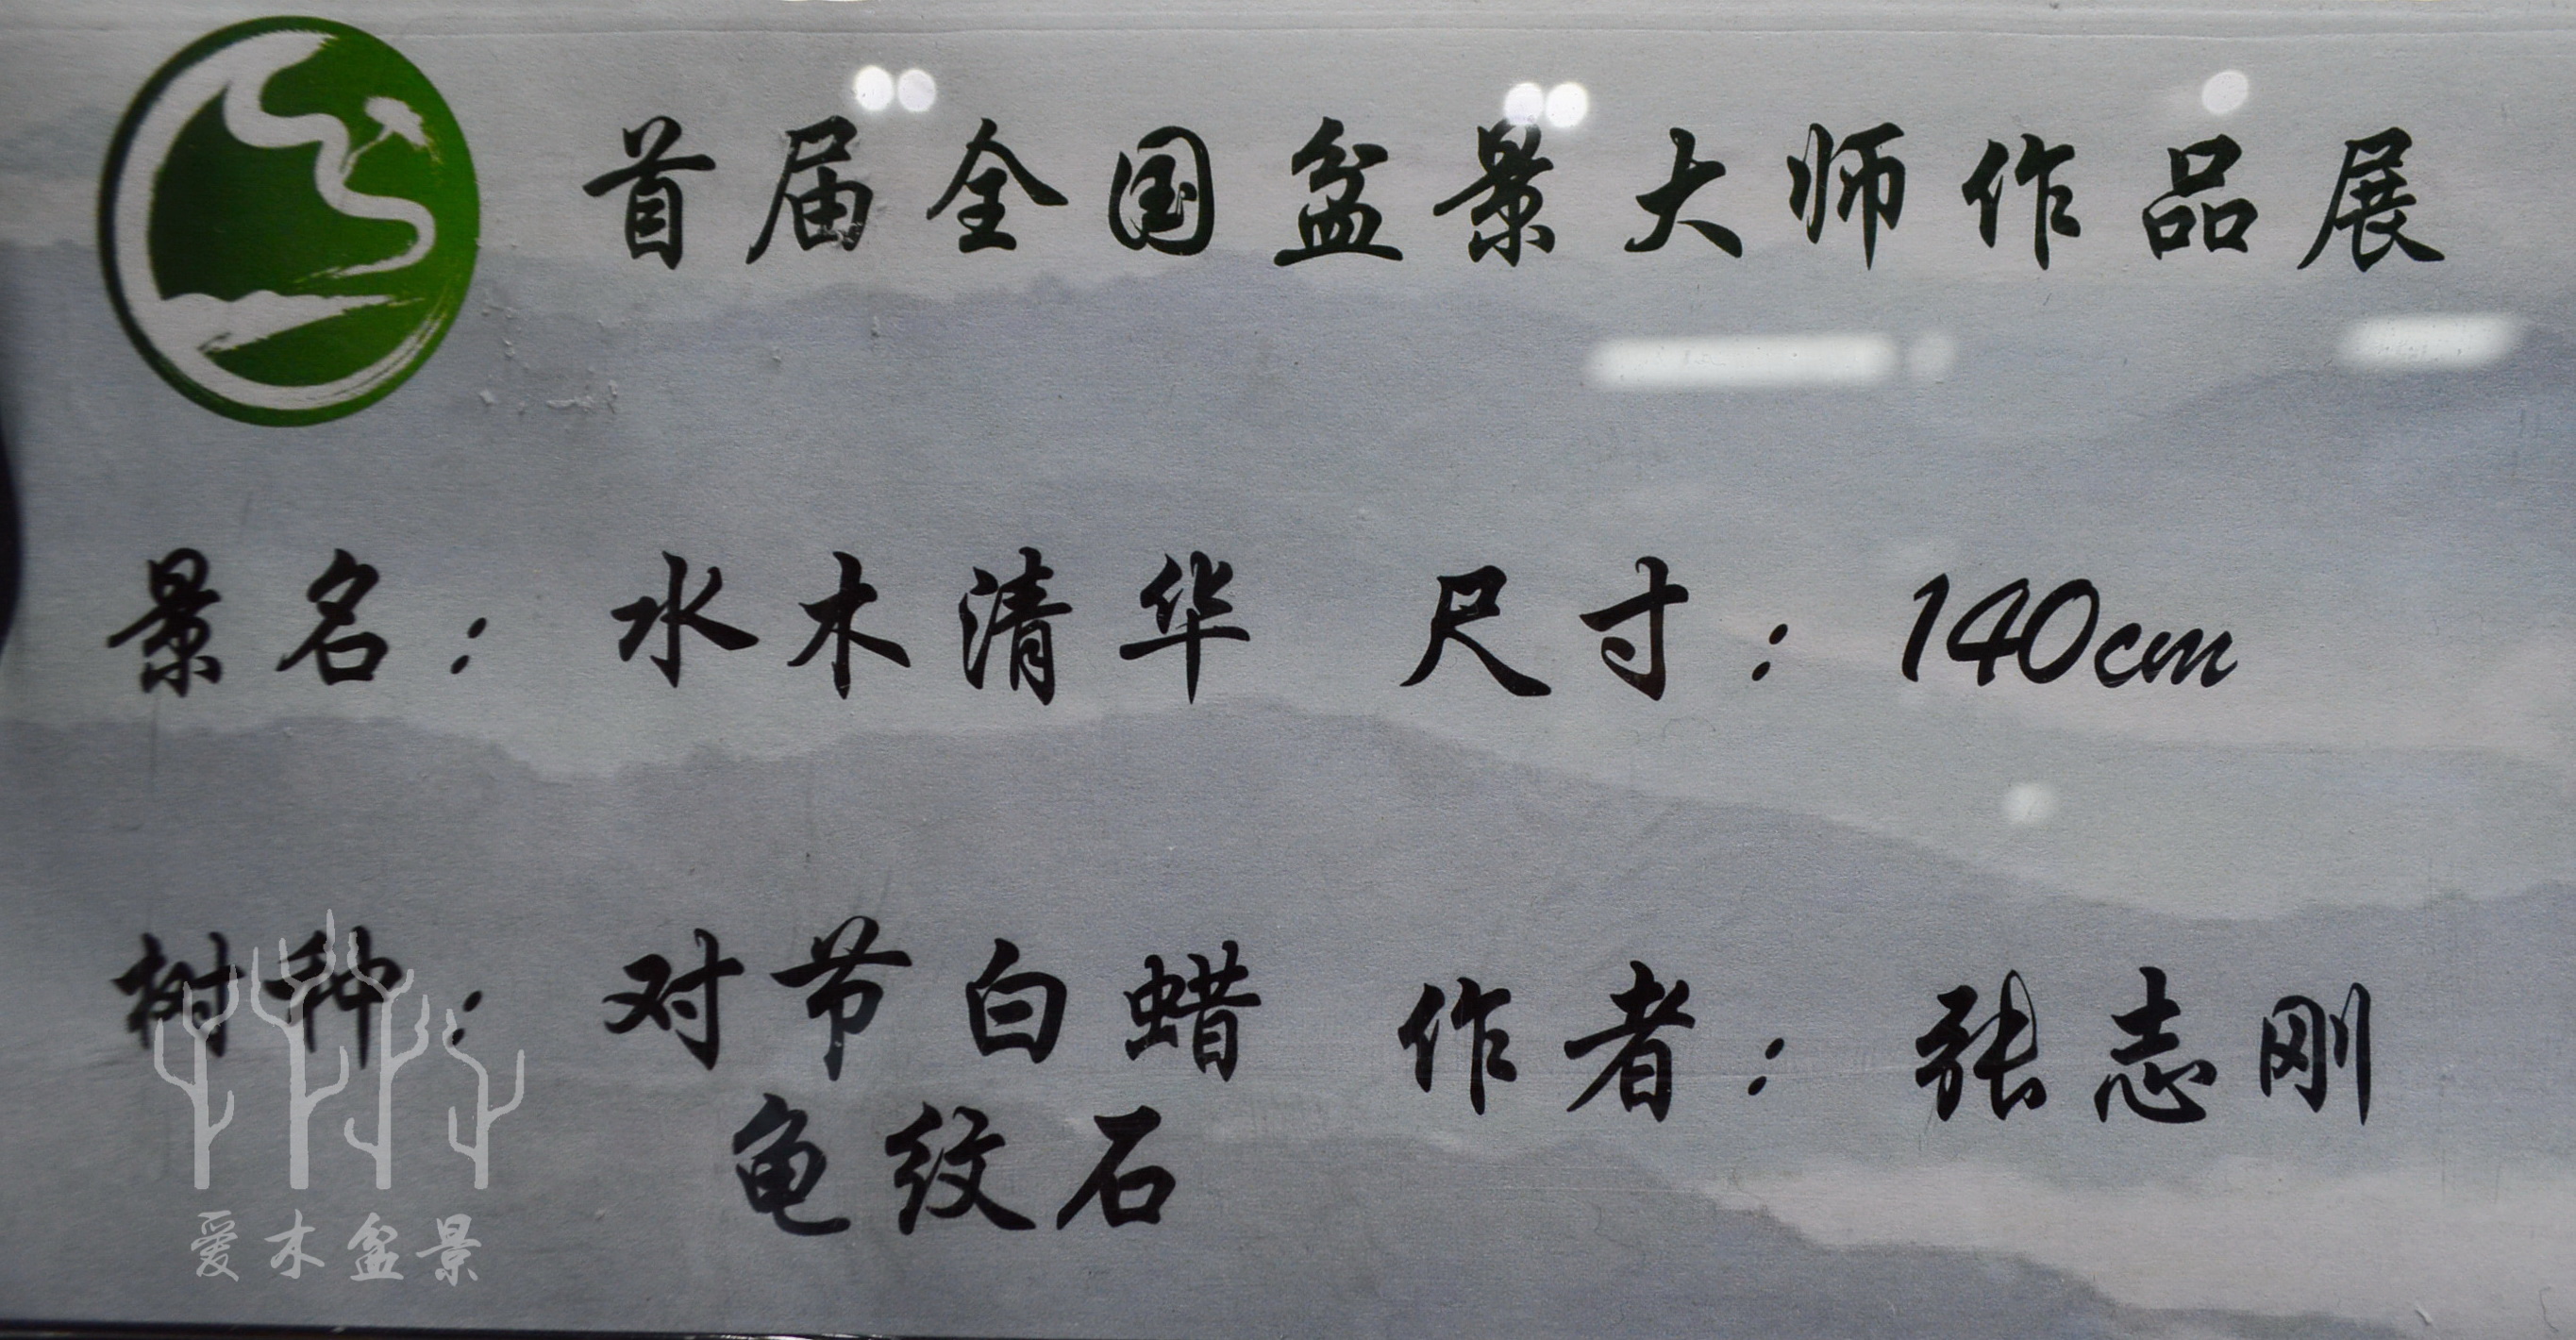 首届全国盆景大师作品展
景名：水木清华 尺寸：140cm
树种：对节白蜡 作者：张志刚
龟纹石
爱木盆景